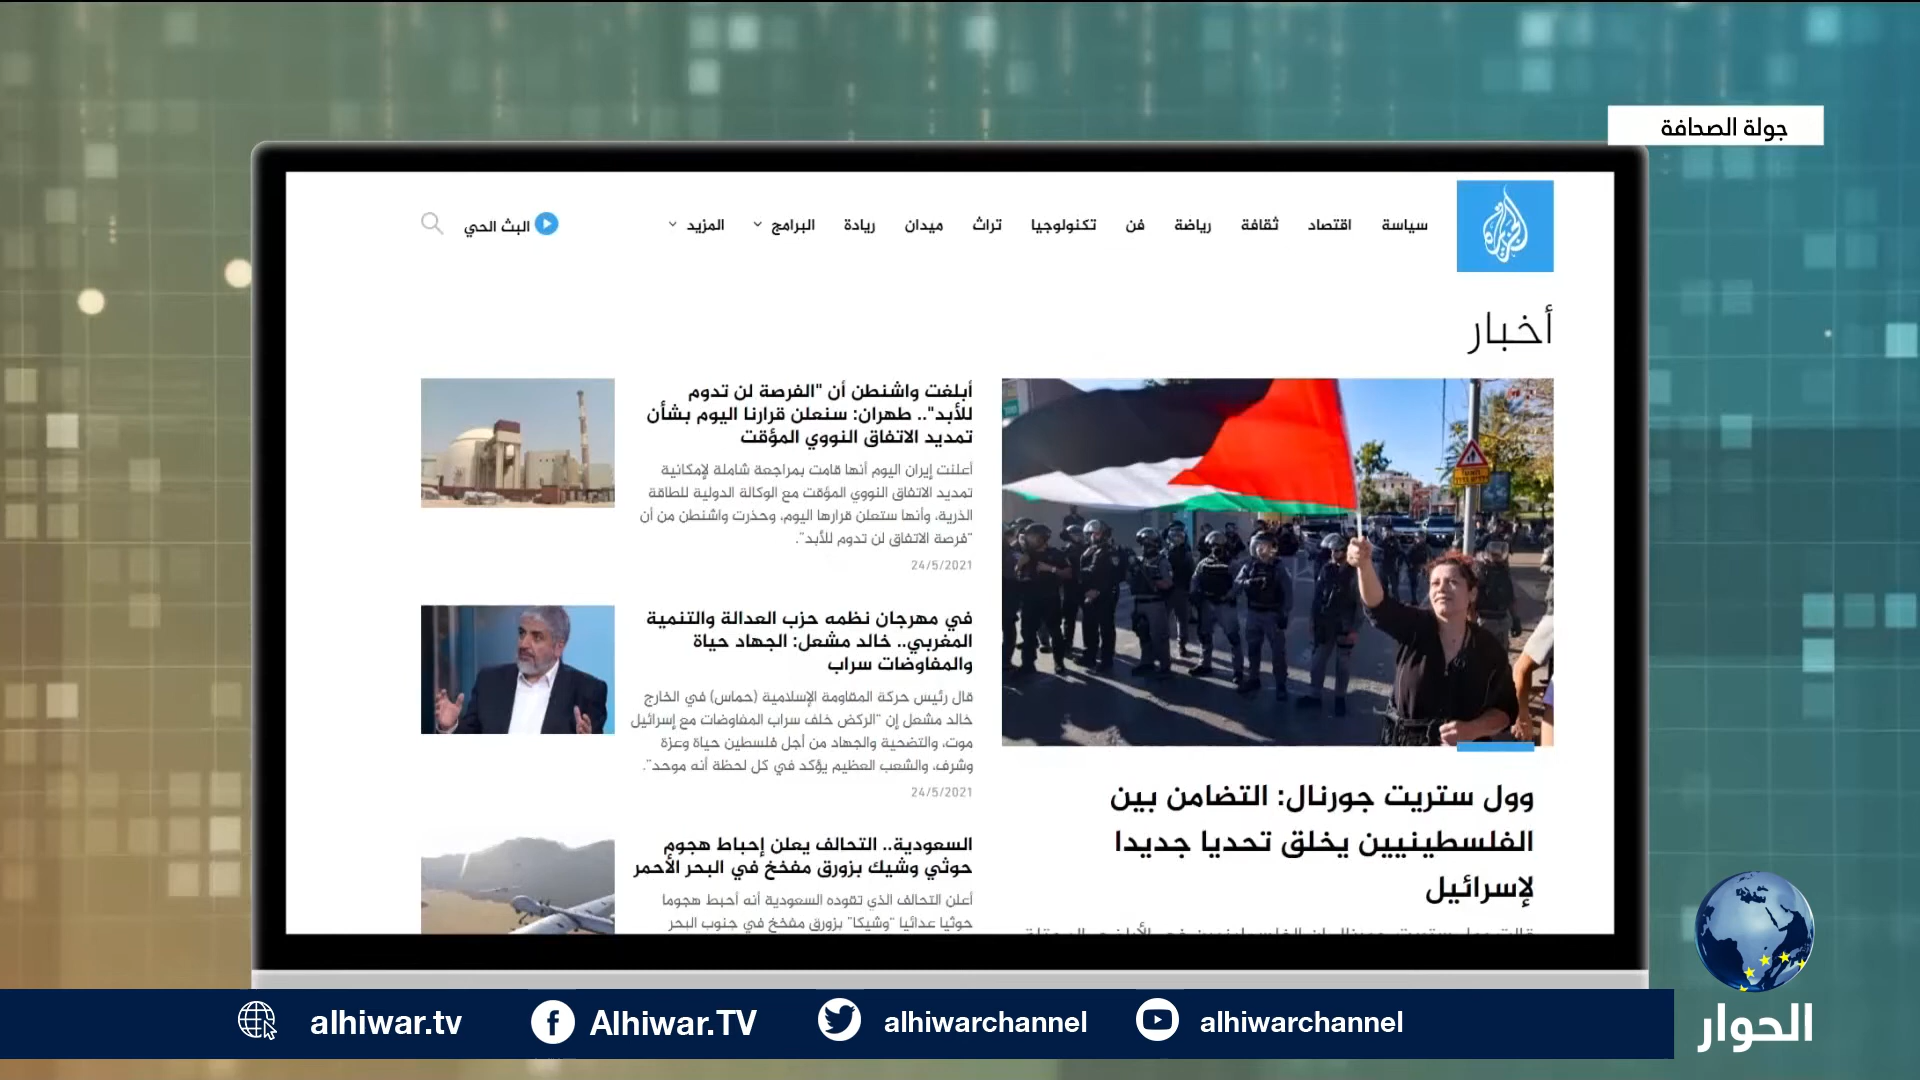 جولة الصحافة
سياسة
اقتصاد
ثقافة
رياضة
فن
تكنولوجيا
تراث
ميدان
ريادة
البرامج
المزيد
البث الحي
أخبار
وول ستريت جورنال: التضامن بين
الفلسطينيين يخلق تحديا جديدا
لإسرائيل
أبلغت واشنطن أن "الفرصة لن تدوم
للأبد".. طهران: سنعلن قرارنا اليوم بشأن
تمديد الاتفاق النووي المؤقت
أعلنت إيران اليوم أنها قامت بمراجعة شاملة لإمكانية
تمديد الاتفاق النووي المؤقت مع الوكالة الدولية للطاقة
الذرية، وأنها ستعلن قرارها اليوم، وحذرت واشنطن من أن
"فرصة الاتفاق لن تدوم للأبد".
24/5/2021
في مهرجان نظمه حزب العدالة والتنمية
المغربي.. خالد مشعل: الجهاد حياة
والمفاوضات سراب
قال رئيس حركة المقاومة الإسلامية (حماس) في الخارج
خالد مشعل إن "الركض خلف سراب المفاوضات مع إسرائيل
موت، والتضحية والجهاد من أجل فلسطين حياة وعزة
وشرف، والشعب العظيم يؤكد في كل لحظة أنه موحد".
24/5/2021
السعودية.. التحالف يعلن إحباط هجوم
حوثي وشيك بزورق مفخخ في البحر الأحمر
أعلن التحالف الذي تقوده السعودية أنه أحبط هجوما
حوثيا عدائيا "وشيكا" بزورق مفخخ في جنوب البحر
alhiwar.tv
Alhiwar.TV
alhiwarchannel
alhiwarchannel
الحوار